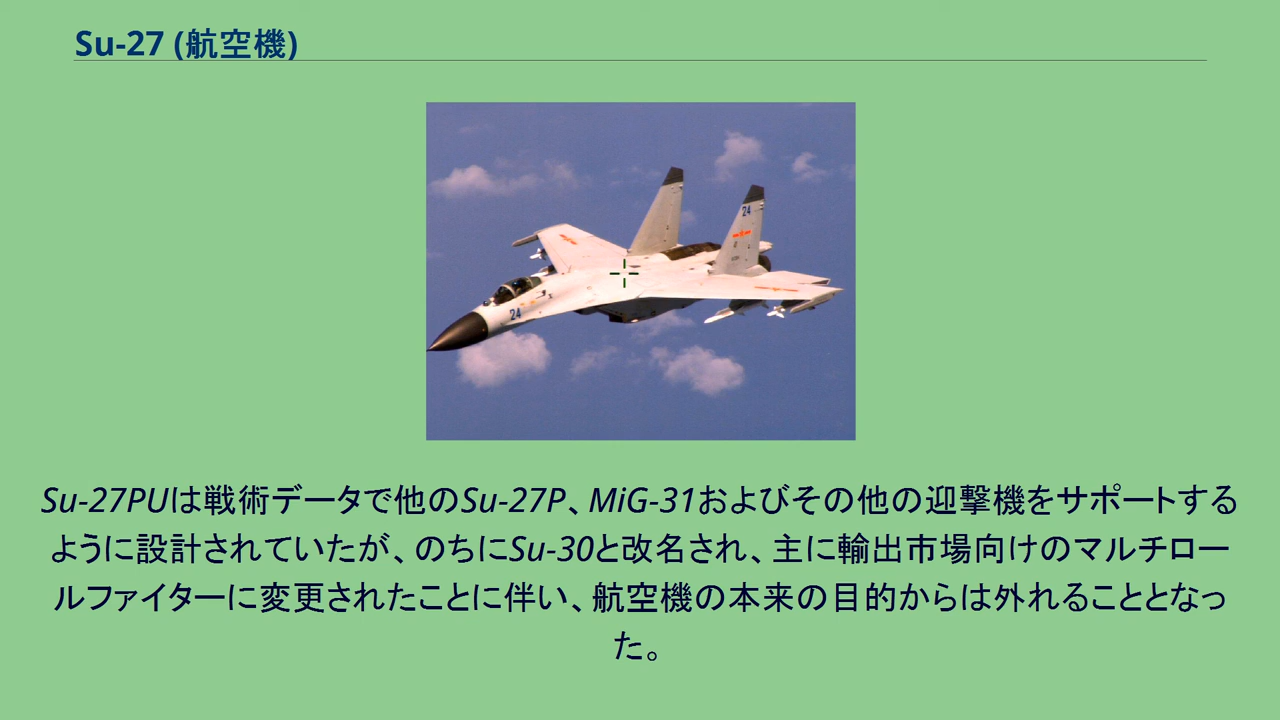 Su-27 (航空機)
24
24
Su-27PUは戦術データで他のSu-27P、MiG-31およびその他の迎撃機をサポートする
ように設計されていたが、のちにSu-30と改名され、主に輸出市場向けのマルチロー
ルファイターに変更されたことに伴い、航空機の本来の目的からは外れることとなっ
た。